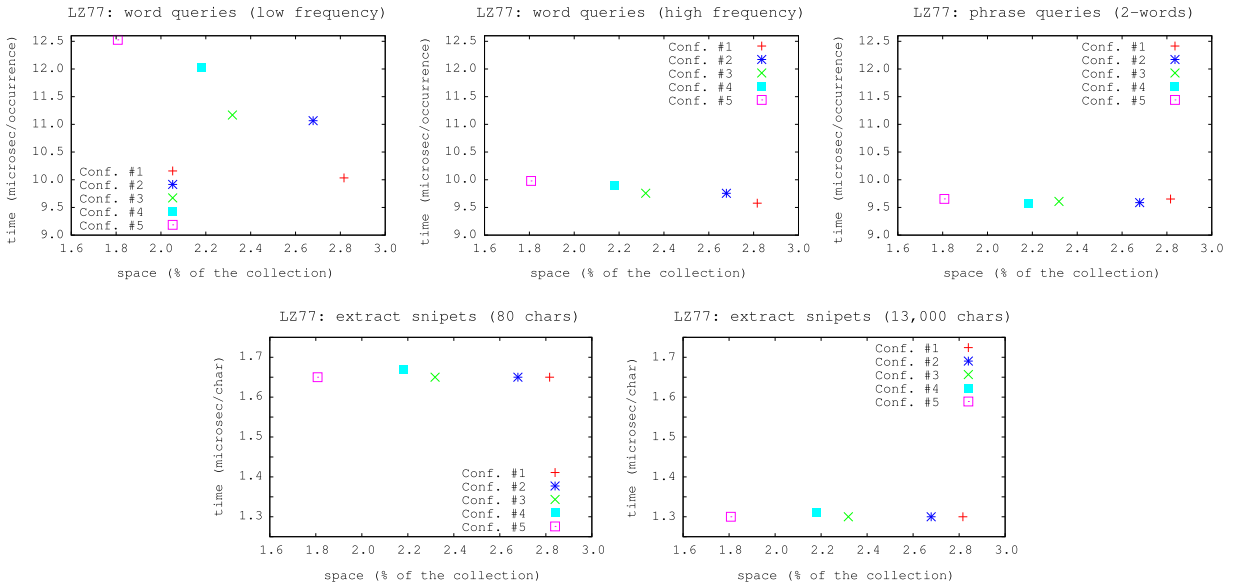 LZ77: word queries (low frequency)
time (microsec/occurrence)
12.5
12.0
11.5
11.0
10.5
10.0
9.5
9.0
Conf. #1
Conf. #2
Conf. #3
Conf. #4
Conf. #5
1.6 1.8 2.0 2.2 2.4 2.6 2.8 3.0
space (% of the collection)
LZ77: word queries (high frequency)
time (microsec/occurrence)
12.5
12.0
11.5
11.0
10.5
10.0
9.5
9.0
Conf. #1
Conf. #2
Conf. #3
Conf. #4
Conf. #5
1.6 1.8 2.0 2.2 2.4 2.6 2.8 3.0
space (% of the collection)
LZ77: phrase queries (2-words)
time (microsec/occurrence)
12.5
12.0
11.5
11.0
10.5
10.0
9.5
9.0
Conf. #1
Conf. #2
Conf. #3
Conf. #4
Conf. #5
1.6 1.8 2.0 2.2 2.4 2.6 2.8 3.0
space (% of the collection)
LZ77: extract snipets (80 chars)
time (microsec/char)
1.7
1.6
1.5
1.4
1.3
Conf. #1
Conf. #2
Conf. #3
Conf. #4
Conf. #5
1.6 1.8 2.0 2.2 2.4 2.6 2.8 3.0
space (% of the collection)
LZ77: extract snipets (13,000 chars)
time (microsec/char)
1.7
1.6
1.5
1.4
1.3
Conf. #1
Conf. #2
Conf. #3
Conf. #4
Conf. #5
1.6 1.8 2.0 2.2 2.4 2.6 2.8 3.0
space (% of the collection)